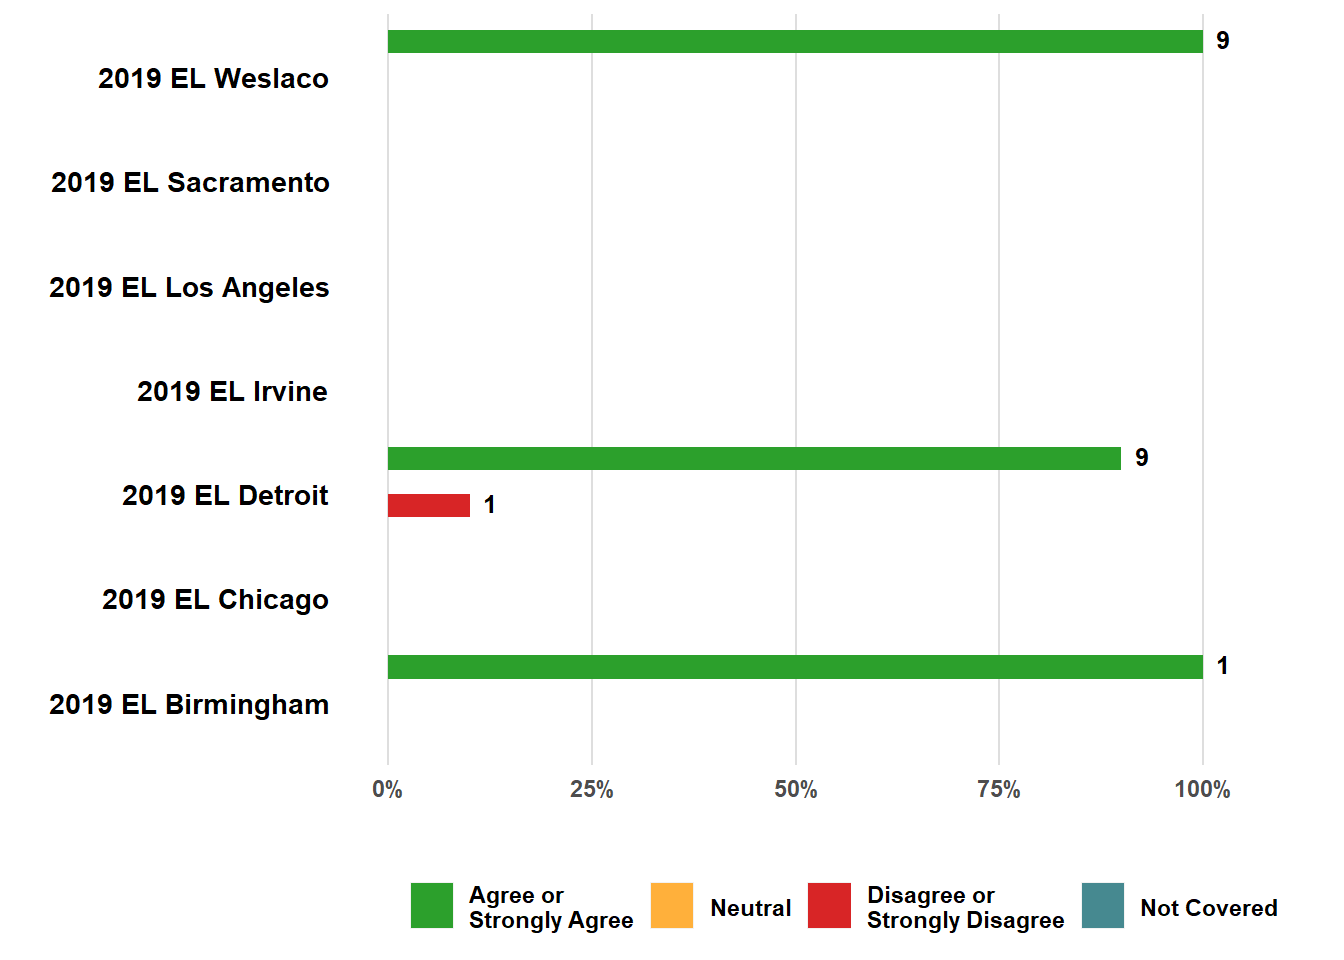 9
2019 EL Weslaco
2019 EL Sacramento
2019 EL Los Angeles
2019 EL Irvine
9
2019 EL Detroit
1
2019 EL Chicago
1
2019 EL Birmingham
0% 25% 50% 75% 100%
Agree or
Strongly Agree
Neutral
Disagree or
Strongly Disagree
Not Covered